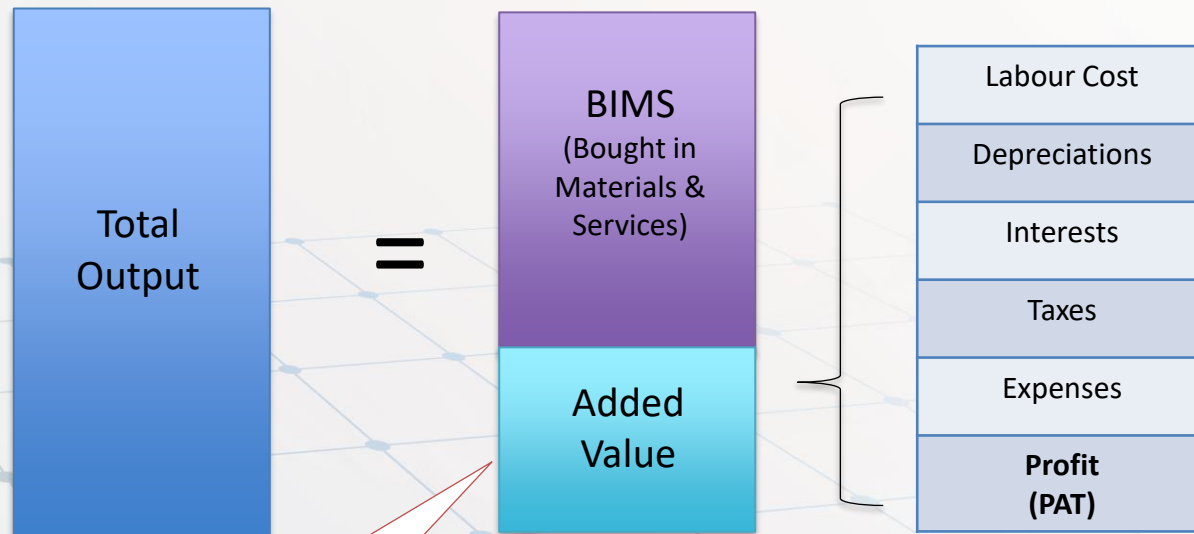 Total
Output
=
BIMS
(Bought in
Materials &
Services)
Added
Value
Labour Cost
Depreciations
Interests
Taxes
Expenses
Profit
(PAT)